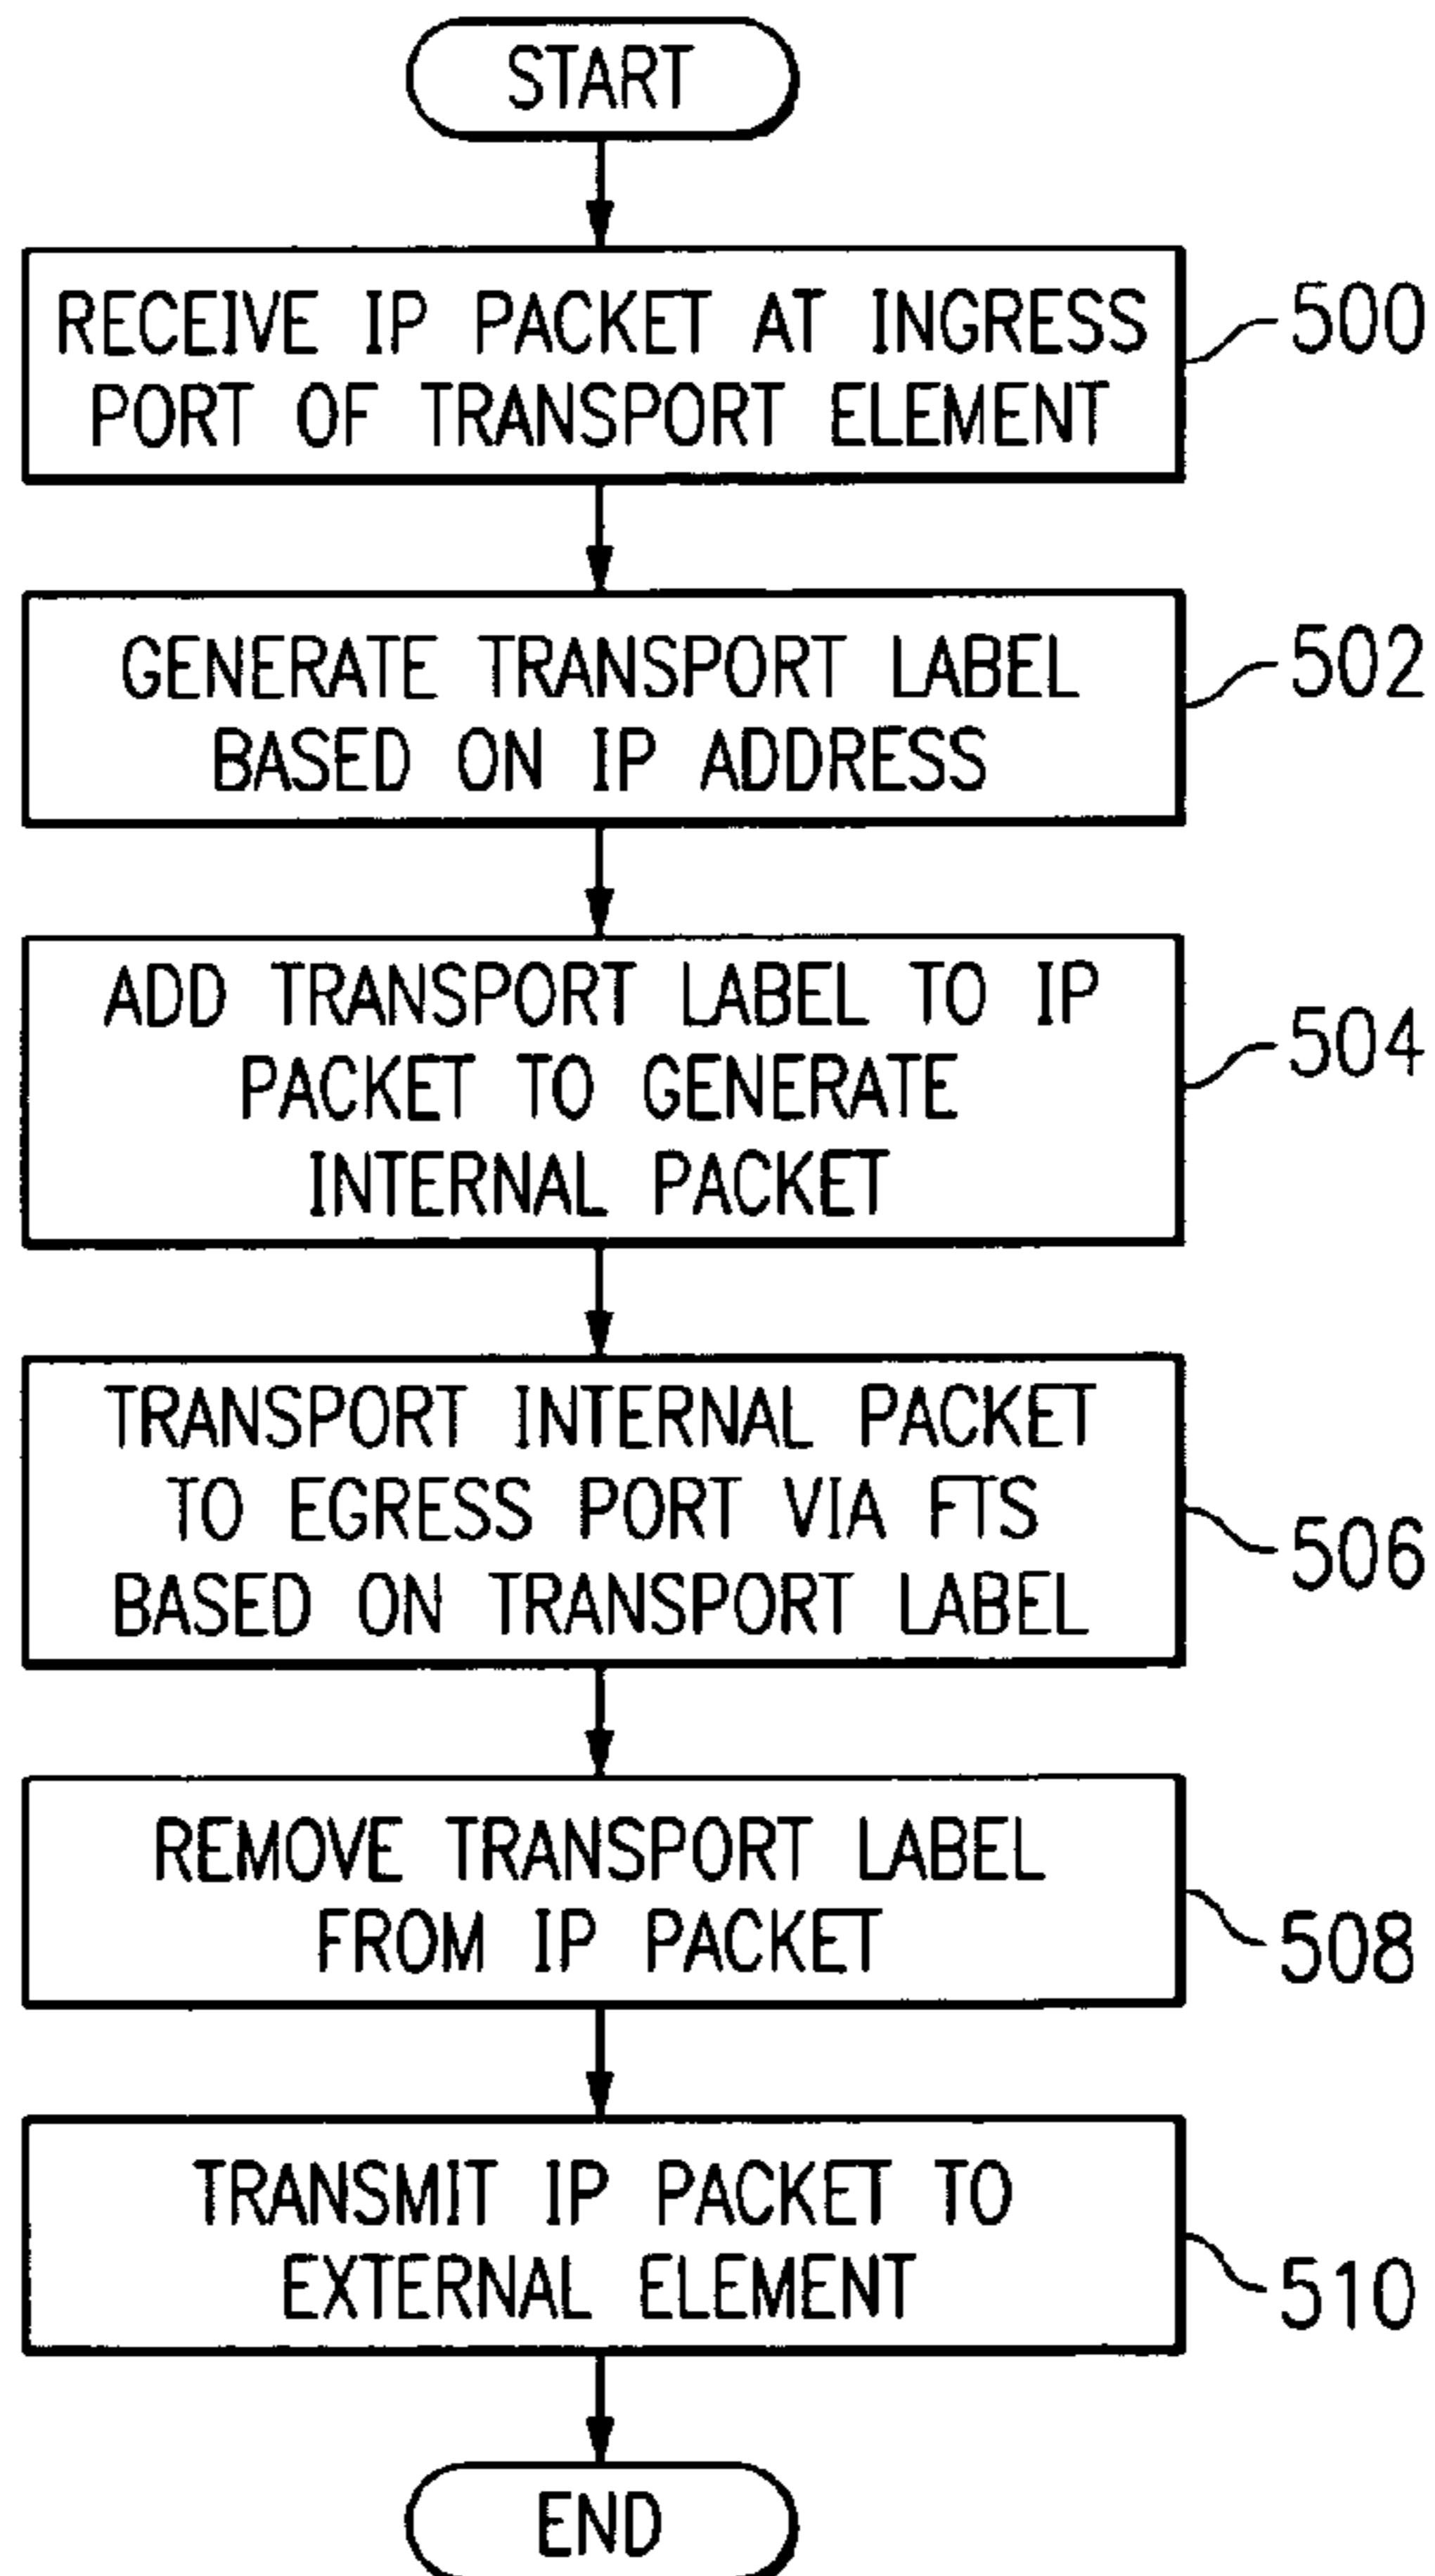 START
RECEIVE IP PACKET AT INGRESS
PORT OF TRANSPORT ELEMENT
500
GENERATE TRANSPORT LABEL
BASED ON IP ADDRESS
502
ADD TRANSPORT LABEL TO IP
PACKET TO GENERATE
INTERNAL PACKET
504
TRANSPORT INTERNAL PACKET
TO EGRESS PORT VIA FTS
BASED ON TRANSPORT LABEL
506
REMOVE TRANSPORT LABEL
FROM IP PACKET
508
TRANSMIT IP PACKET TO
EXTERNAL ELEMENT
510
END